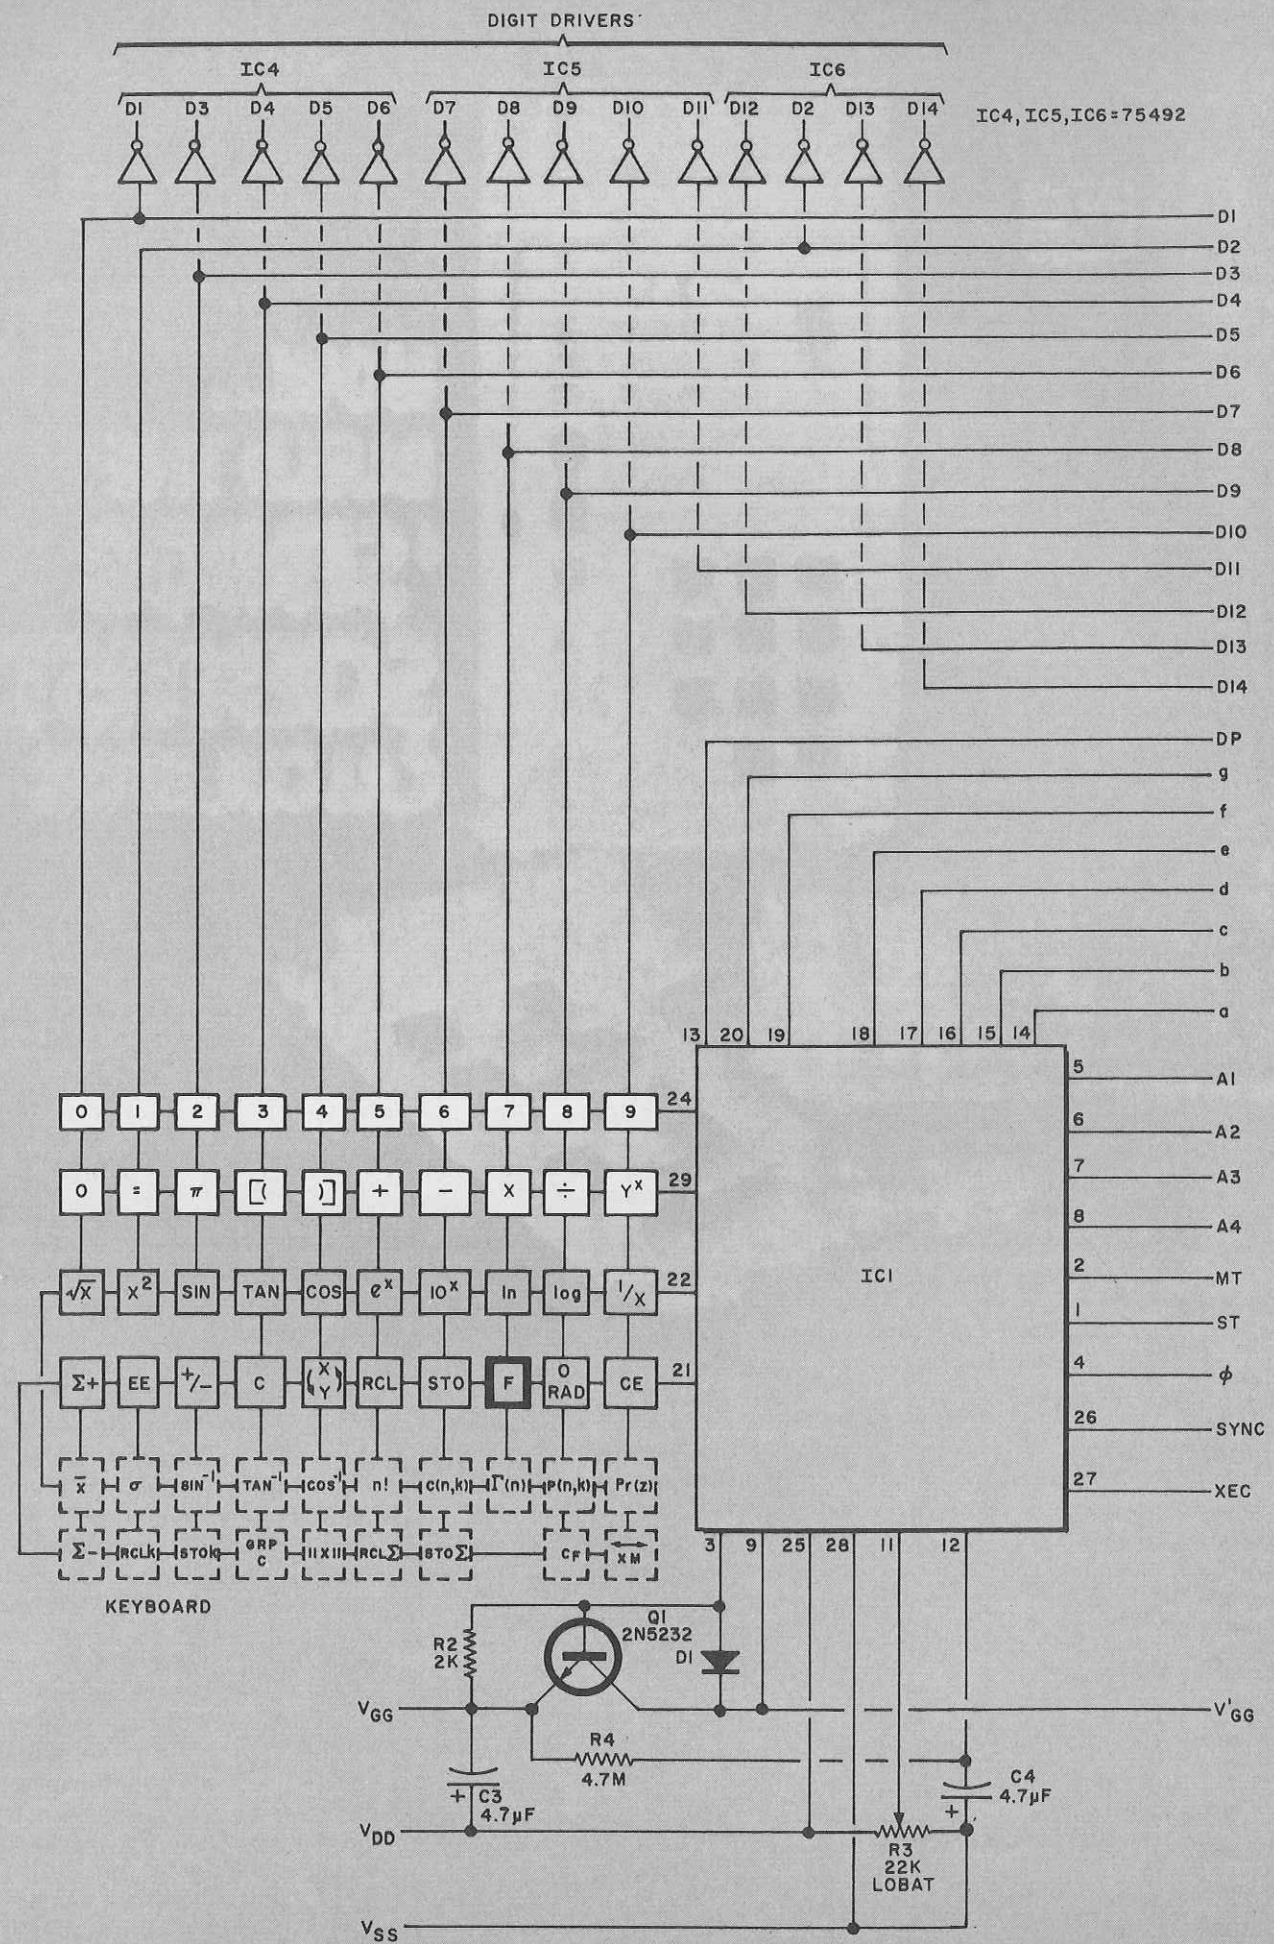 DIGIT DRIVERS
IC4 IC5 IC6
D1 D3 D4 D5 D6 D7 D8 D9 D10 D11 D12 D2 D13 D14
IC4, IC5, IC6=75492
D1
D2
D3
D4
D5
D6
D7
D8
D9
D10
D11
D12
D13
D14
DP
g
f
e
d
c
b
a
13 20 19 18 17 16 15 14
0 1 2 3 4 5 6 7 8 9 24
0 = π [( )] + − X ÷ Y^X 29
√X X² SIN TAN COS e^x 10^x ln log 1/X 22
Σ+ EE +/− C (X Y) RCL STO F 0 RAD CE 21
x̄ σ SIN⁻¹ TAN⁻¹ COS⁻¹ n! C(n,k) Γ(n) P(n,k) Pr(z)
Σ− RCLk STOk GRP C IIXII RCLΣ STOΣ CF ↔ XM
KEYBOARD
IC1
5 A1
6 A2
7 A3
8 A4
2 MT
1 ST
4 ϕ
26 SYNC
27 XEC
3 9 25 28 11 12
Q1
2N5232
R2
2K
D1
VGG
V'GG
R4
4.7M
C3
+
4.7µF
C4
4.7µF
+
VDD
R3
22K
LOBAT
VSS